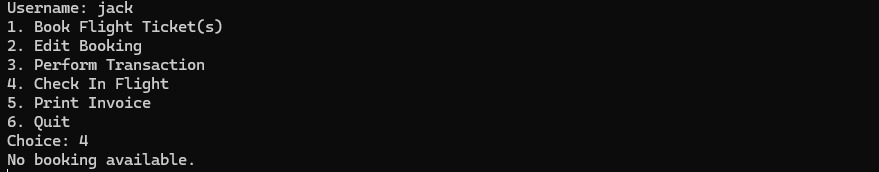 Username: jack
1. Book Flight Ticket(s)
2. Edit Booking
3. Perform Transaction
4. Check In Flight
5. Print Invoice
6. Quit
Choice: 4
No booking available.